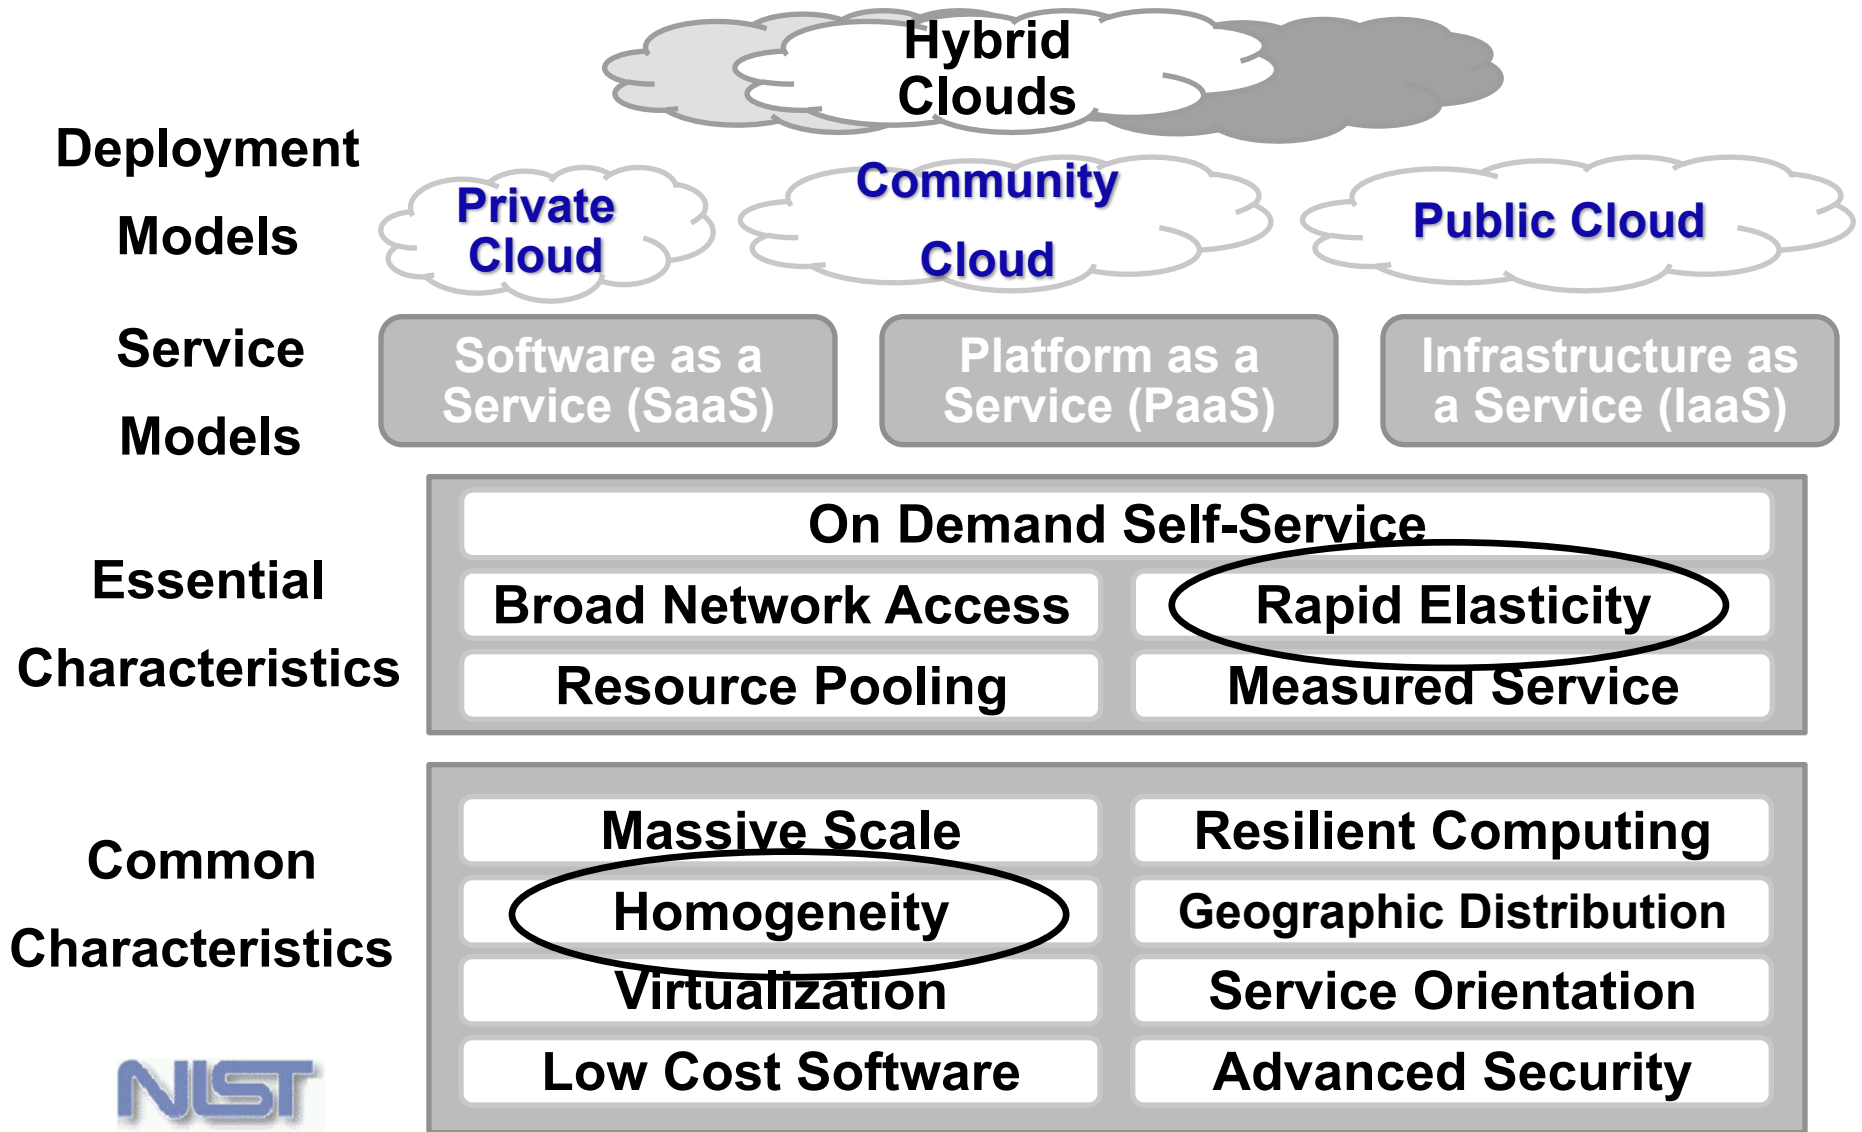 Hybrid
Clouds
Deployment
Models
Private
Cloud
Community
Cloud
Public Cloud
Service
Models
Software as a
Service (SaaS)
Platform as a
Service (PaaS)
Infrastructure as
a Service (IaaS)
Essential
Characteristics
On Demand Self-Service
Broad Network Access
Rapid Elasticity
Resource Pooling
Measured Service
Common
Characteristics
Massive Scale
Resilient Computing
Homogeneity
Geographic Distribution
Virtualization
Service Orientation
Low Cost Software
Advanced Security
NIST